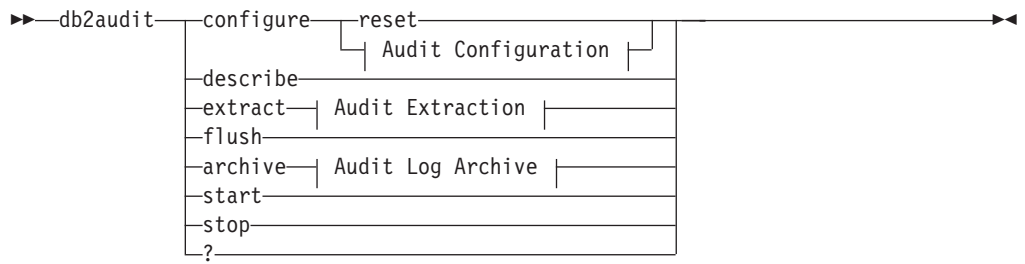 db2audit configure reset
Audit Configuration
describe
extract Audit Extraction
flush
archive Audit Log Archive
start
stop
?